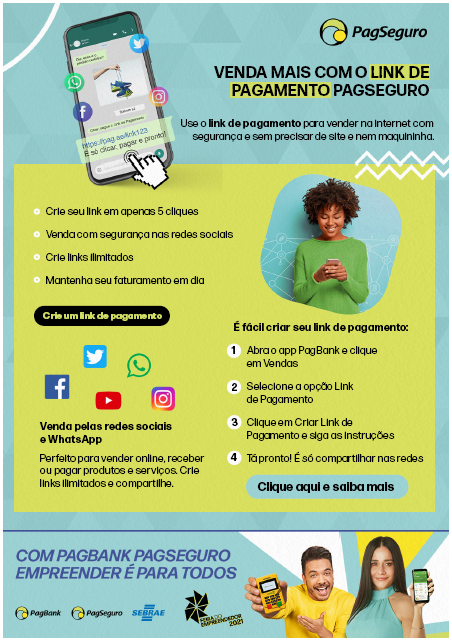 PagSeguro
VENDA MAIS COM O LINK DE
PAGAMENTO PAGSEGURO
Use o link de pagamento para vender na internet com
segurança e sem precisar de site e nem maquininha.
https://pag.ae/link123
É só clicar, pagar e pronto!
Crie seu link em apenas 5 cliques
Venda com segurança nas redes sociais
Crie links ilimitados
Mantenha seu faturamento em dia
Crie um link de pagamento
Venda pelas redes sociais
e WhatsApp
Perfeito para vender online, receber
ou pagar produtos e serviços. Crie
links ilimitados e compartilhe.
É fácil criar seu link de pagamento:
1 Abra o app PagBank e clique
em Vendas
2 Selecione a opção Link
de Pagamento
3 Clique em Criar Link de
Pagamento e siga as instruções
4 Tá pronto! É só compartilhar nas redes
Clique aqui e saiba mais
COM PAGBANK PAGSEGURO
EMPREENDER É PARA TODOS
PagBank
PagSeguro
SEBRAE
FEIRA DO
EMPREENDEDOR
2021